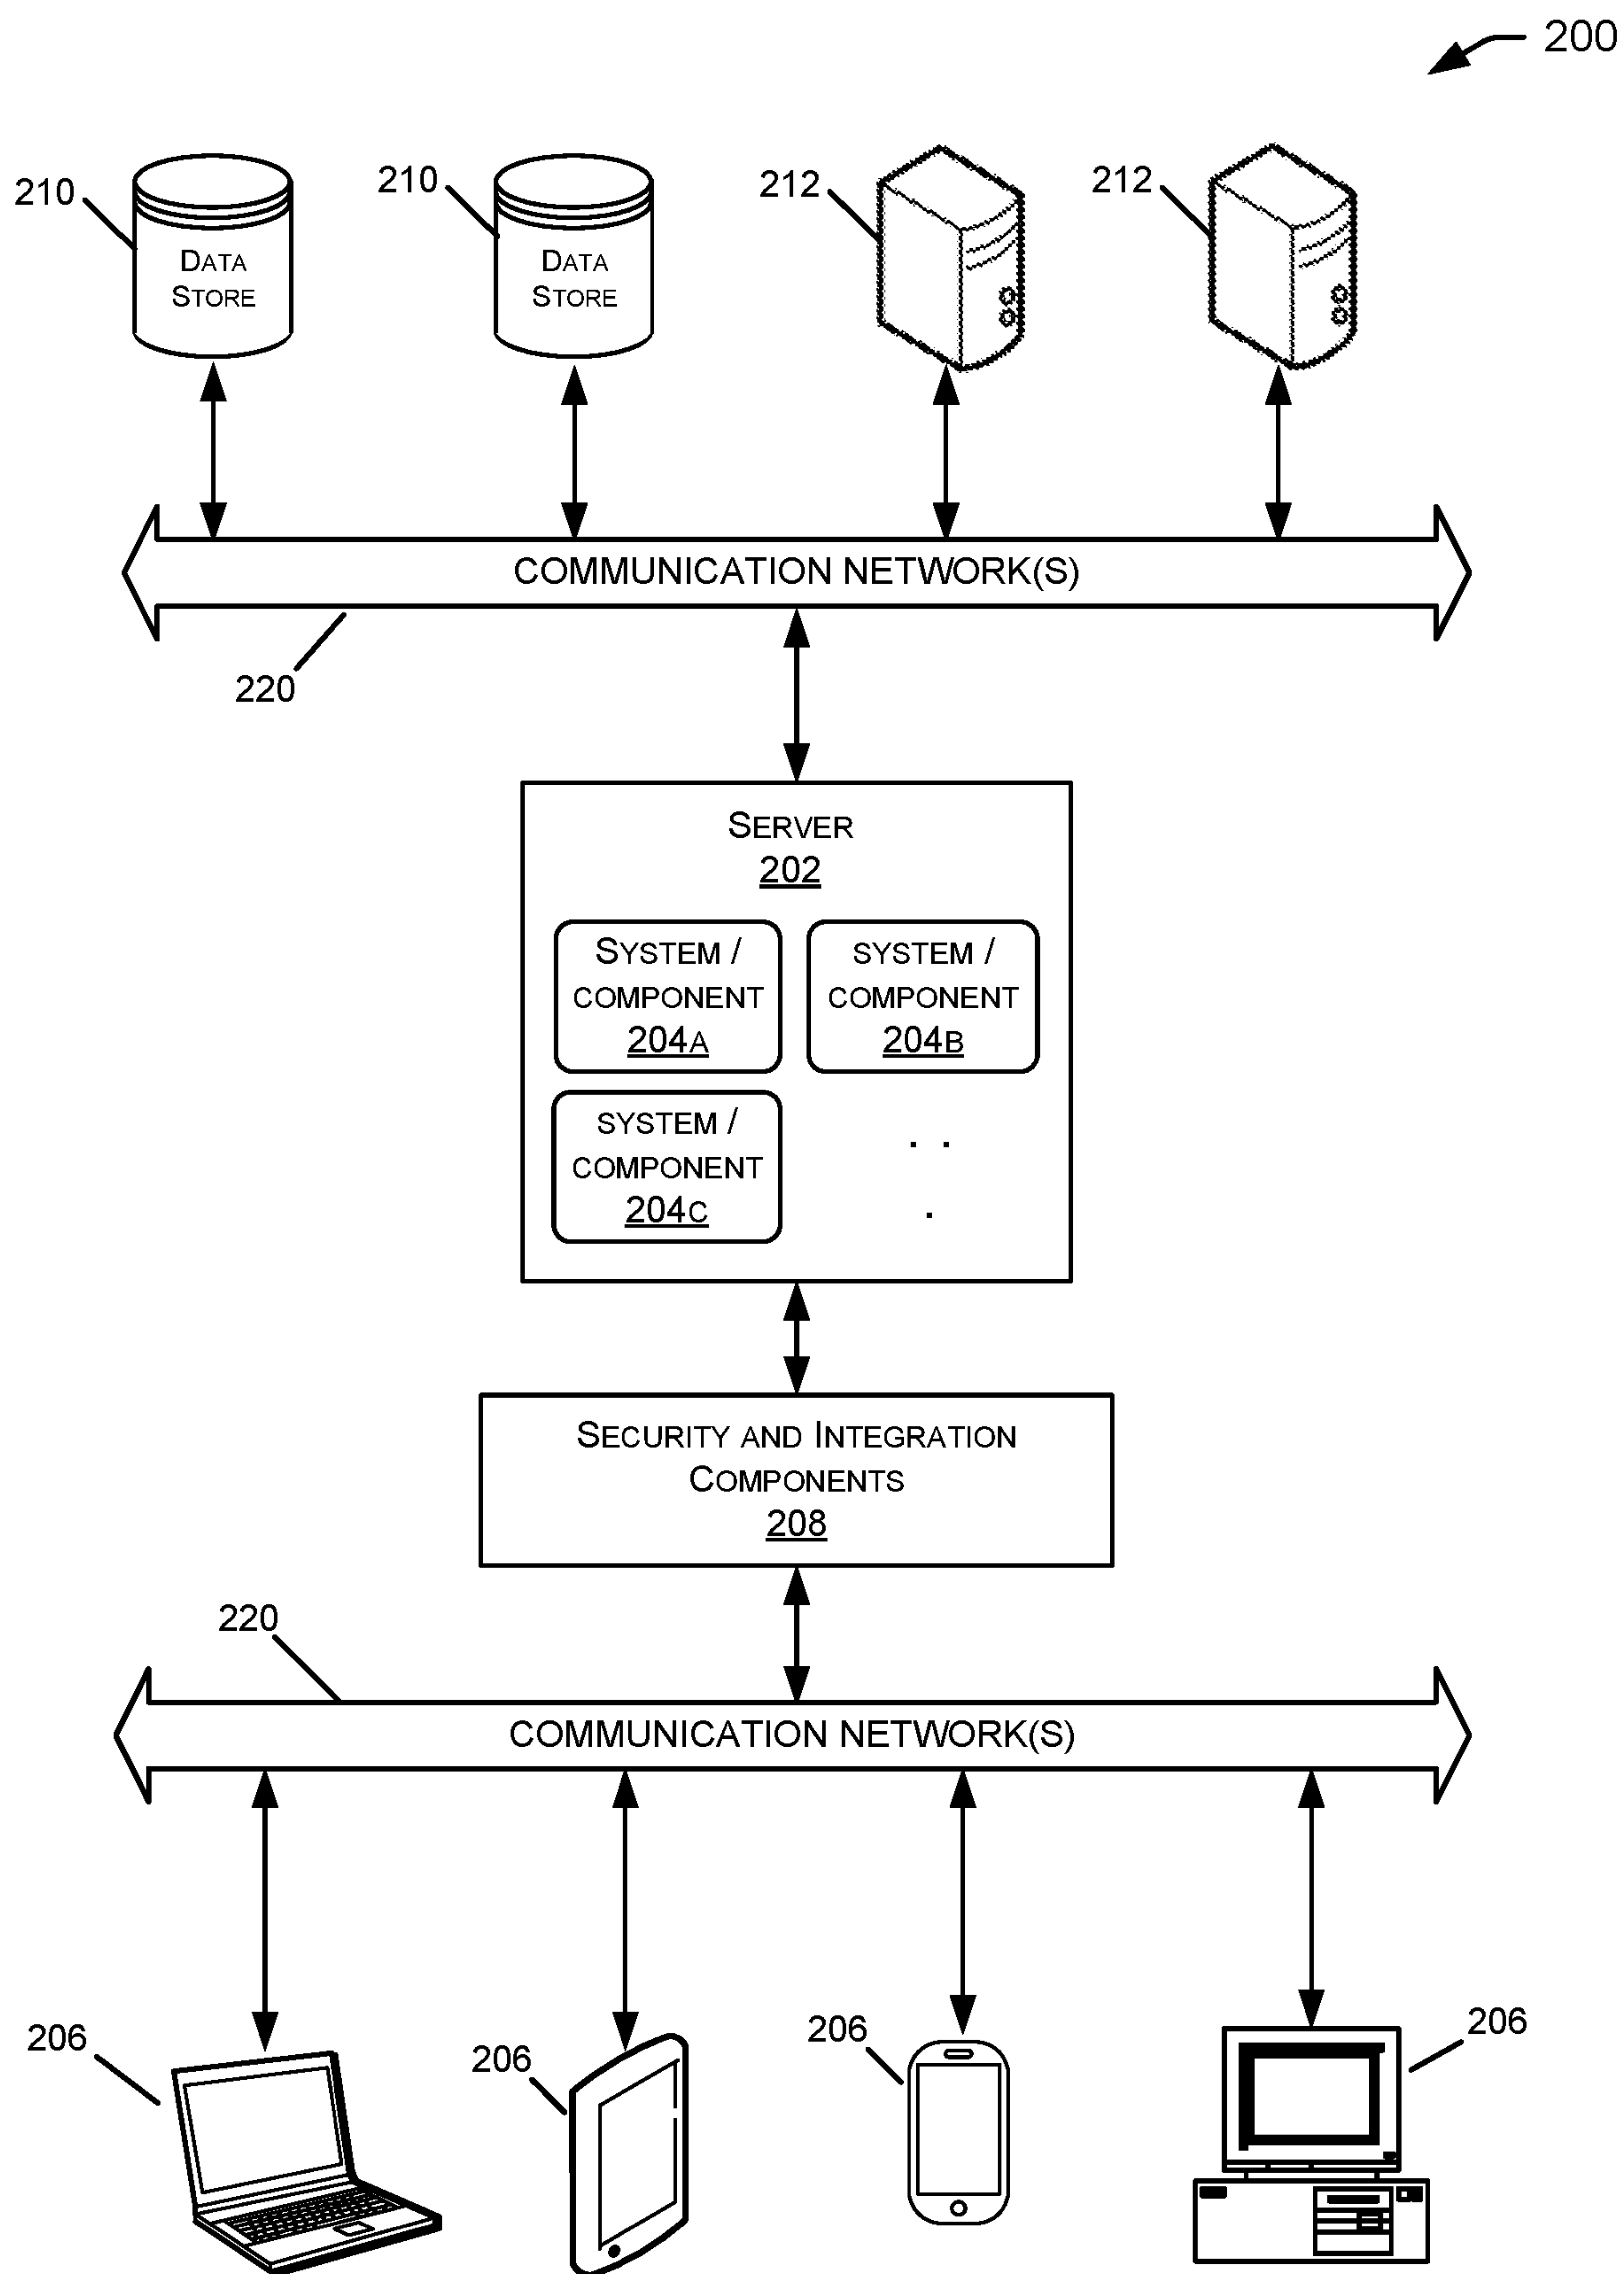 200
210
210
212
212
DATA
STORE
DATA
STORE
COMMUNICATION NETWORK(S)
220
SERVER
202
SYSTEM /
COMPONENT
204A
SYSTEM /
COMPONENT
204B
SYSTEM /
COMPONENT
204C
. .
.
SECURITY AND INTEGRATION
COMPONENTS
208
220
COMMUNICATION NETWORK(S)
206
206
206
206